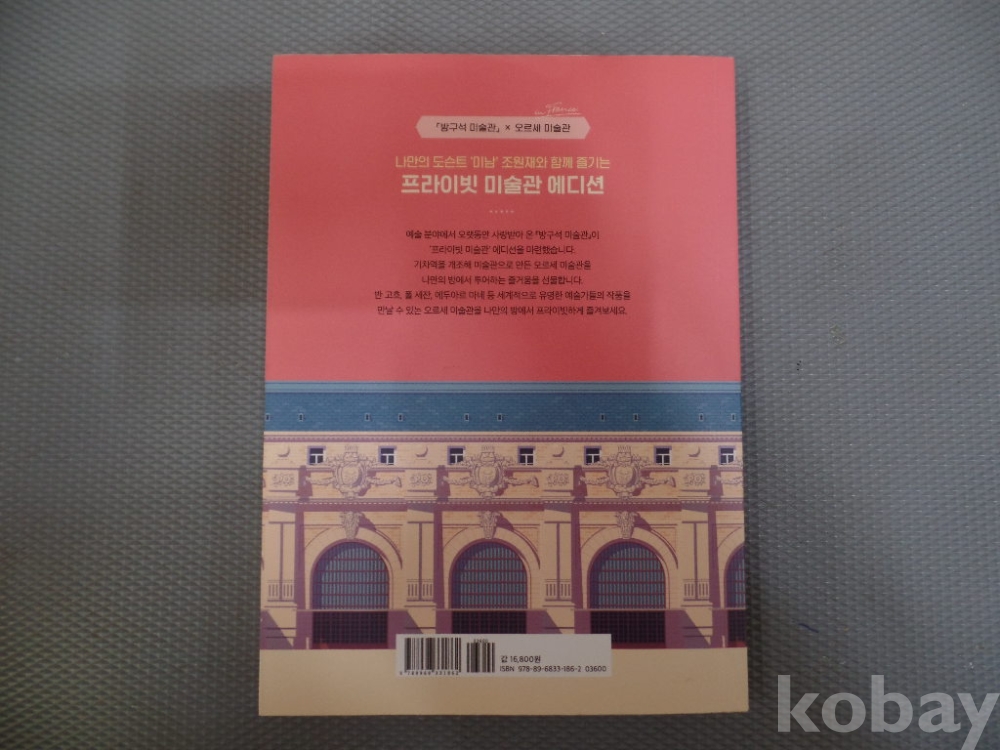 『방구석 미술관』 × 오르세 미술관
나만의 도슨트 '미남' 조원재와 함께 즐기는
프라이빗 미술관 에디션
예술 분야에서 오랫동안 사랑받아 온 『방구석 미술관』이
'프라이빗 미술관' 에디션을 마련했습니다.
기차역을 개조해 미술관으로 만든 오르세 미술관을
나만의 방에서 투어하는 즐거움을 선물합니다.
반 고흐, 폴 세잔, 에두아르 마네 등 세계적으로 유명한 예술가들의 작품을
만날 수 있는 오르세 미술관을 나만의 방에서 프라이빗하게 즐겨보세요.
값 16,800원
ISBN 978-89-6833-186-2 03600
kobay